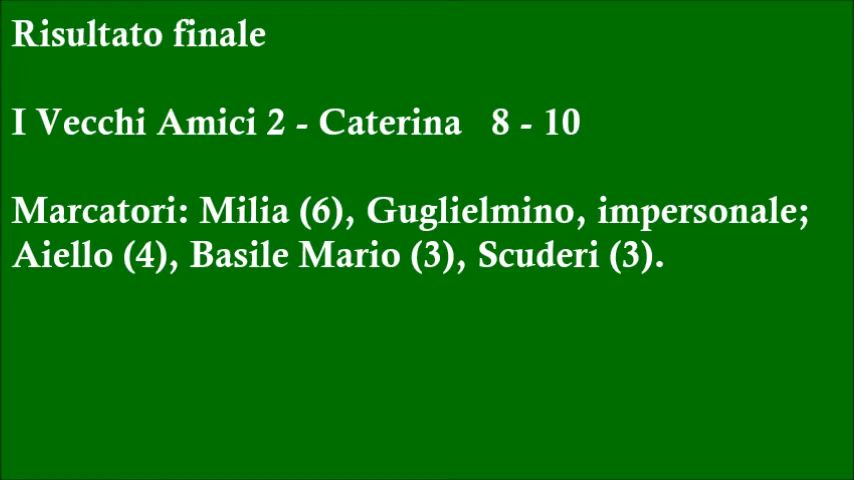 Risultato finale
I Vecchi Amici 2 - Caterina 8 - 10
Marcatori: Milia (6), Guglielmino, impersonale;
Aiello (4), Basile Mario (3), Scuderi (3).